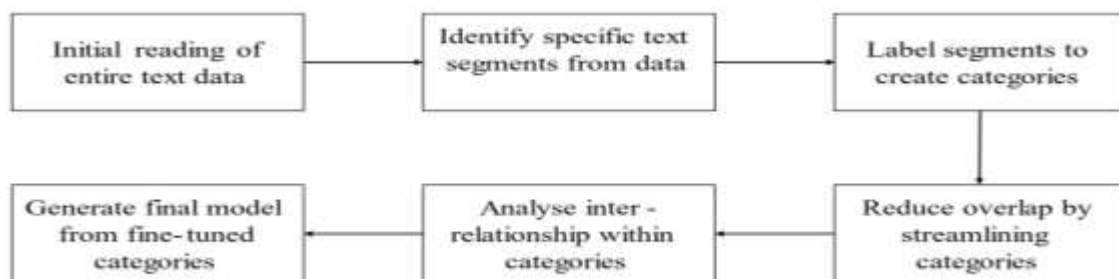 Initial reading of
entire text data
Identify specific text
segments from data
Label segments to
create categories
Reduce overlap by
streamlining
categories
Analyse inter -
relationship within
categories
Generate final model
from fine-tuned
categories